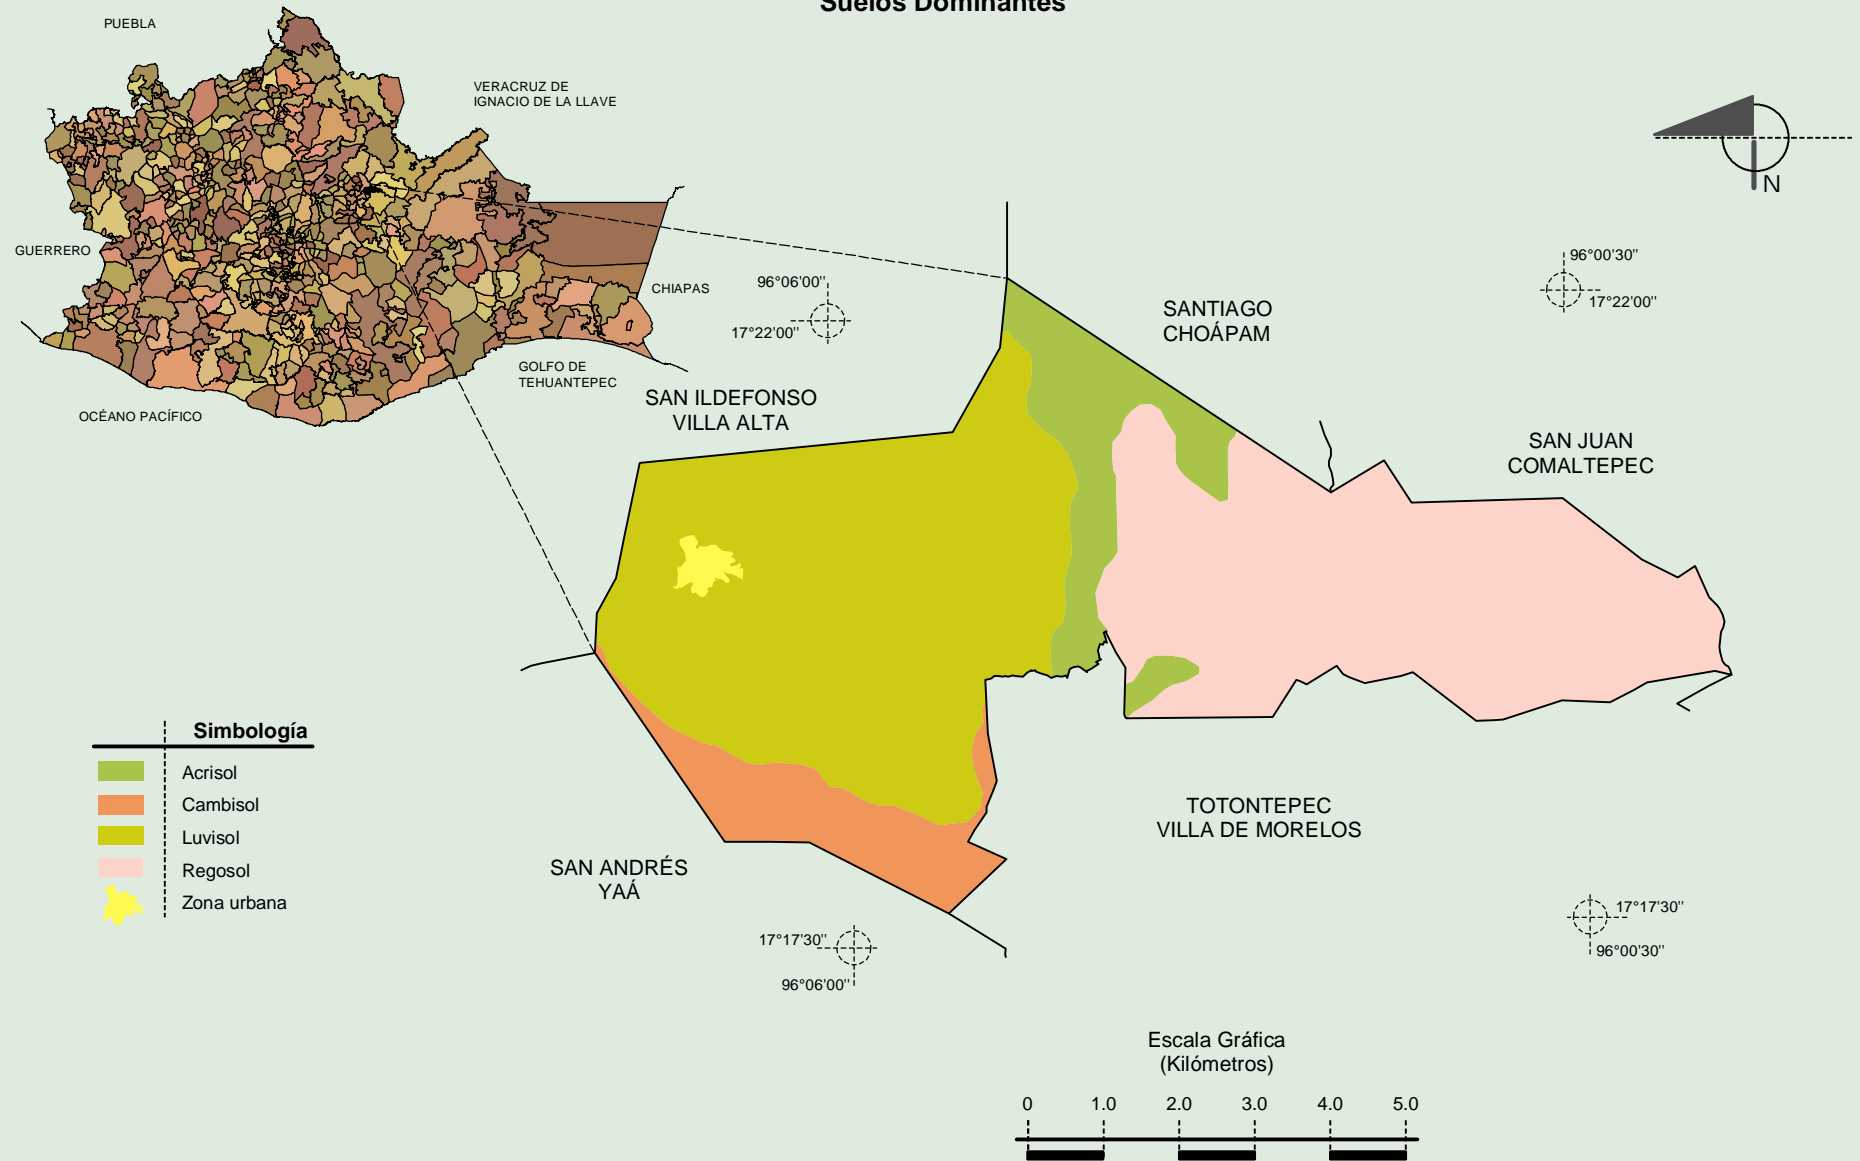 Suelos Dominantes
PUEBLA
VERACRUZ DE
IGNACIO DE LA LLAVE
N
GUERRERO
CHIAPAS
GOLFO DE
TEHUANTEPEC
OCÉANO PACÍFICO
96°06'00''
17°22'00''
96°00'30''
17°22'00''
SANTIAGO
CHOÁPAM
SAN ILDEFONSO
VILLA ALTA
SAN JUAN
COMALTEPEC
Simbología
Acrisol
Cambisol
Luvisol
Regosol
Zona urbana
SAN ANDRÉS
YAÁ
TOTONTEPEC
VILLA DE MORELOS
17°17'30''
96°06'00''
17°17'30''
96°00'30''
Escala Gráfica
(Kilómetros)
0 1.0 2.0 3.0 4.0 5.0